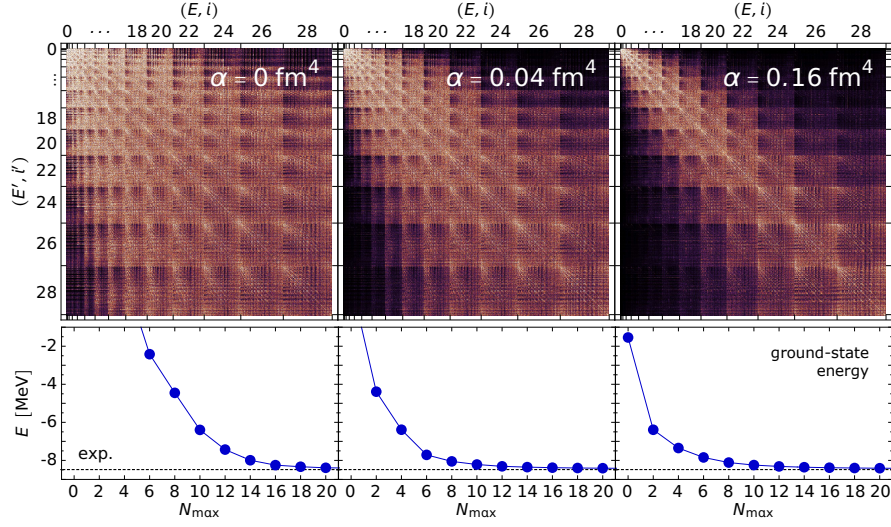 (E, i) (E, i) (E, i)
0 ··· 18 20 22 24 26 28 0 ··· 18 20 22 24 26 28 0 ··· 18 20 22 24 26 28
0
⋮
18
20
22
24
26
28
(E', i')
α = 0 fm⁴ α = 0.04 fm⁴ α = 0.16 fm⁴
-2
-4
-6
-8
E [MeV]
exp.
ground-state
energy
0 2 4 6 8 10 12 14 16 18 20 0 2 4 6 8 10 12 14 16 18 20 0 2 4 6 8 10 12 14 16 18 20
Nmax Nmax Nmax